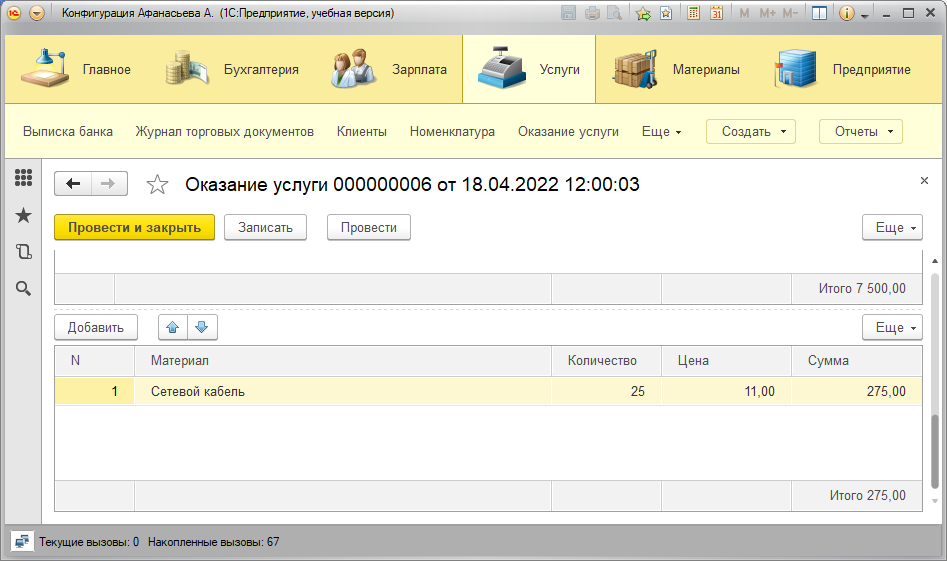 Конфигурация Афанасьева А. (1С:Предприятие, учебная версия)
M M+ M−
Главное Бухгалтерия Зарплата Услуги Материалы Предприятие
Выписка банка Журнал торговых документов Клиенты Номенклатура Оказание услуги Еще Создать Отчеты
Оказание услуги 000000006 от 18.04.2022 12:00:03
Провести и закрыть Записать Провести Еще
Итого 7 500,00
Добавить Еще
N Материал Количество Цена Сумма
1 Сетевой кабель 25 11,00 275,00
Итого 275,00
Текущие вызовы: 0 Накопленные вызовы: 67